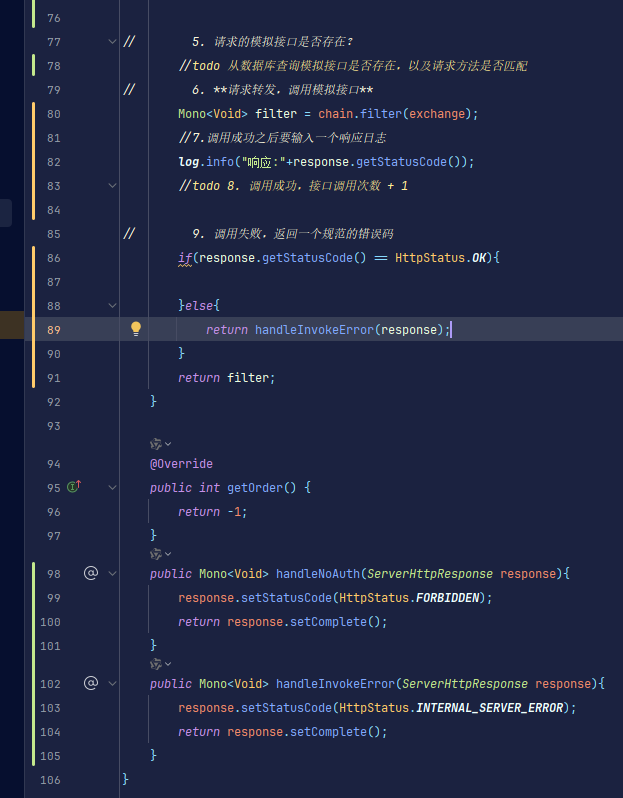 76
77 // 5. 请求的模拟接口是否存在?
78 //todo 从数据库查询模拟接口是否存在，以及请求方法是否匹配
79 // 6. **请求转发，调用模拟接口**
80 Mono<Void> filter = chain.filter(exchange);
81 //7.调用成功之后要输入一个响应日志
82 log.info("响应:"+response.getStatusCode());
83 //todo 8. 调用成功，接口调用次数 + 1
84
85 // 9. 调用失败，返回一个规范的错误码
86 if(response.getStatusCode() == HttpStatus.OK){
87
88 }else{
89 return handleInvokeError(response);
90 }
91 return filter;
92 }
93
94 @Override
95 public int getOrder() {
96 return -1;
97 }
98 public Mono<Void> handleNoAuth(ServerHttpResponse response){
99 response.setStatusCode(HttpStatus.FORBIDDEN);
100 return response.setComplete();
101 }
102 public Mono<Void> handleInvokeError(ServerHttpResponse response){
103 response.setStatusCode(HttpStatus.INTERNAL_SERVER_ERROR);
104 return response.setComplete();
105 }
106 }